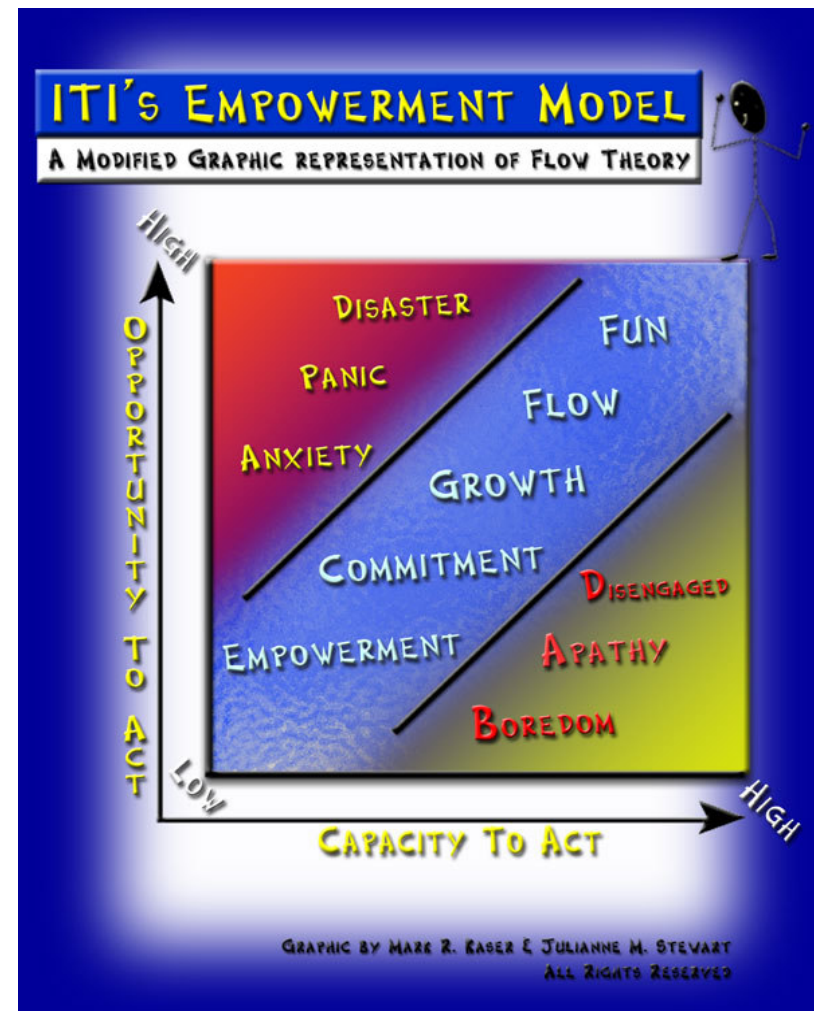 ITI's Empowerment Model
A Modified Graphic representation of Flow Theory
High
Opportunity To Act
Disaster
Panic
Anxiety
Fun
Flow
Growth
Commitment
Empowerment
Disengaged
Apathy
Boredom
Low
High
Capacity To Act
Graphic by Mark R. Kaser & Julianne M. Stewart
All Rights Reserved